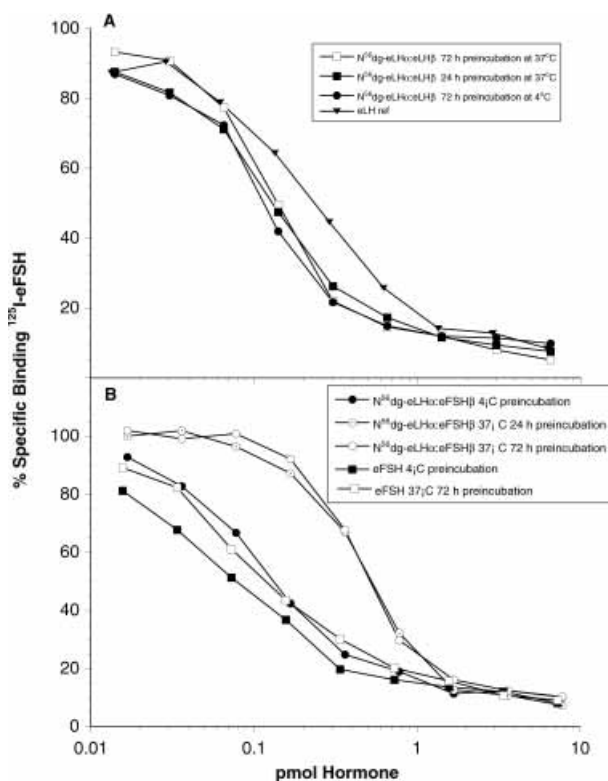 A
100
80
60
40
20
N⁵⁶dg-eLHα:eLHβ 72 h preincubation at 37°C
N⁵⁶dg-eLHα:eLHβ 24 h preincubation at 37°C
N⁵⁶dg-eLHα:eLHβ 72 h preincubation at 4°C
eLH ref
% Specific Binding ¹²⁵I-eFSH
B
100
80
60
40
20
0
N⁵⁶dg-eLHα:eFSHβ 4¡C preincubation
N⁵⁶dg-eLHα:eFSHβ 37¡ C 24 h preincubation
N⁵⁶dg-eLHα:eFSHβ 37¡ C 72 h preincubation
eFSH 4¡C preincubation
eFSH 37¡C 72 h preincubation
0.01 0.1 1 10
pmol Hormone